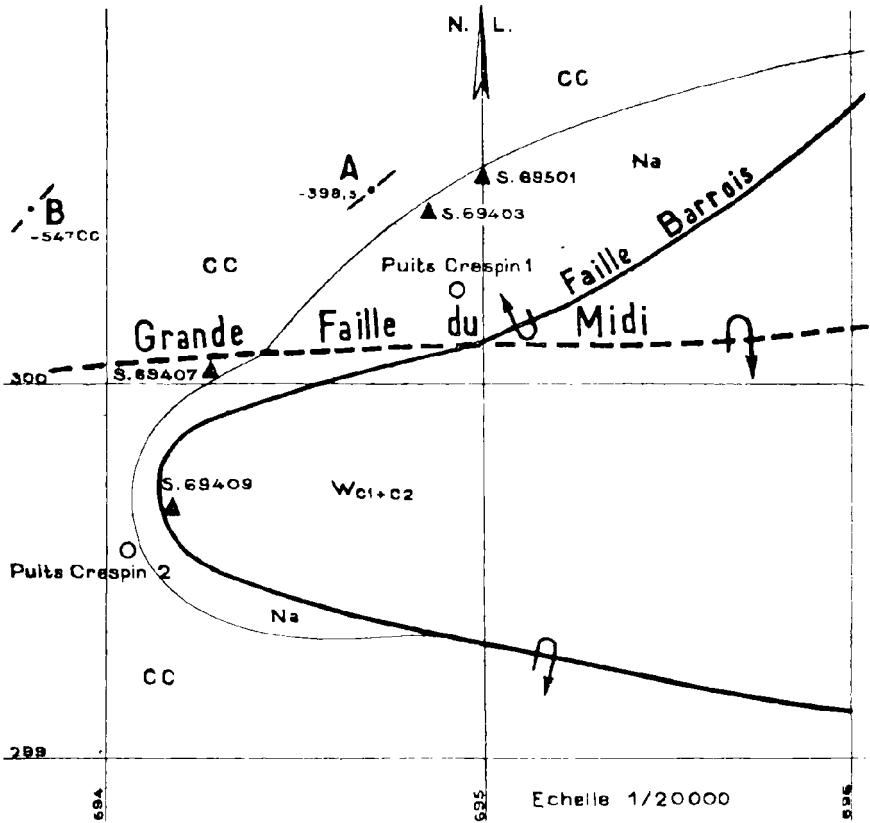 N. L.
CC
Na
S. 69501
A
-398,5
S. 69403
B
-547CC
CC
Puits Crespin 1
Faille Barrois
Grande Faille du Midi
S. 69407
300
S. 69409
Wc1+c2
Puits Crespin 2
Na
CC
299
Echelle 1/20000
694
695
696